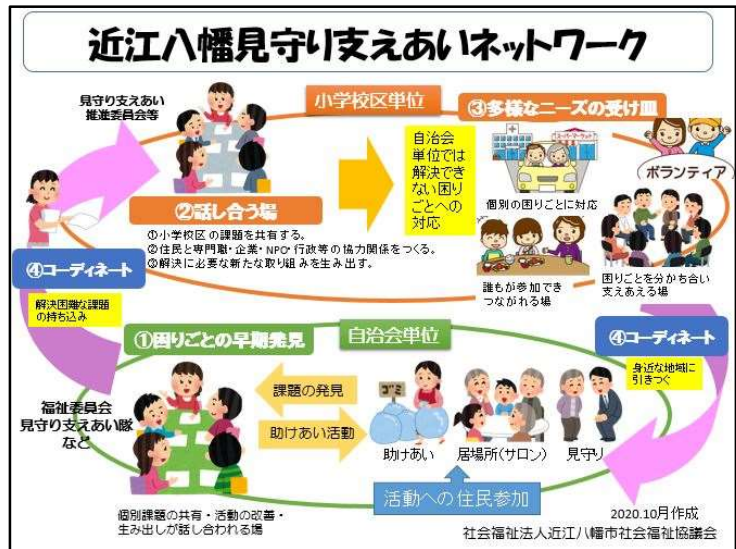 近江八幡見守り支えあいネットワーク
見守り支えあい
推進委員会等
小学校区単位
③多様なニーズの受け皿
②話し合う場
①小学校区の課題を共有する。
②住民と専門職・企業・NPO・行政等の協力関係をつくる。
③解決に必要な新たな取り組みを生み出す。
自治会
単位では
解決でき
ない困り
ごとへの
対応
スーパーマーケット
個別の困りごとに対応
誰もが参加でき
つながれる場
ボランティア
困りごとを分かち合い
支えあえる場
④コーディネート
解決困難な課題
の持ち込み
④コーディネート
身近な地域に
引きつぐ
①困りごとの早期発見
自治会単位
福祉委員会
見守り支えあい隊
など
課題の発見
助けあい活動
ゴミ
助けあい
居場所(サロン)
見守り
活動への住民参加
個別課題の共有・活動の改善・
生み出しが話し合われる場
2020.10月作成
社会福祉法人近江八幡市社会福祉協議会